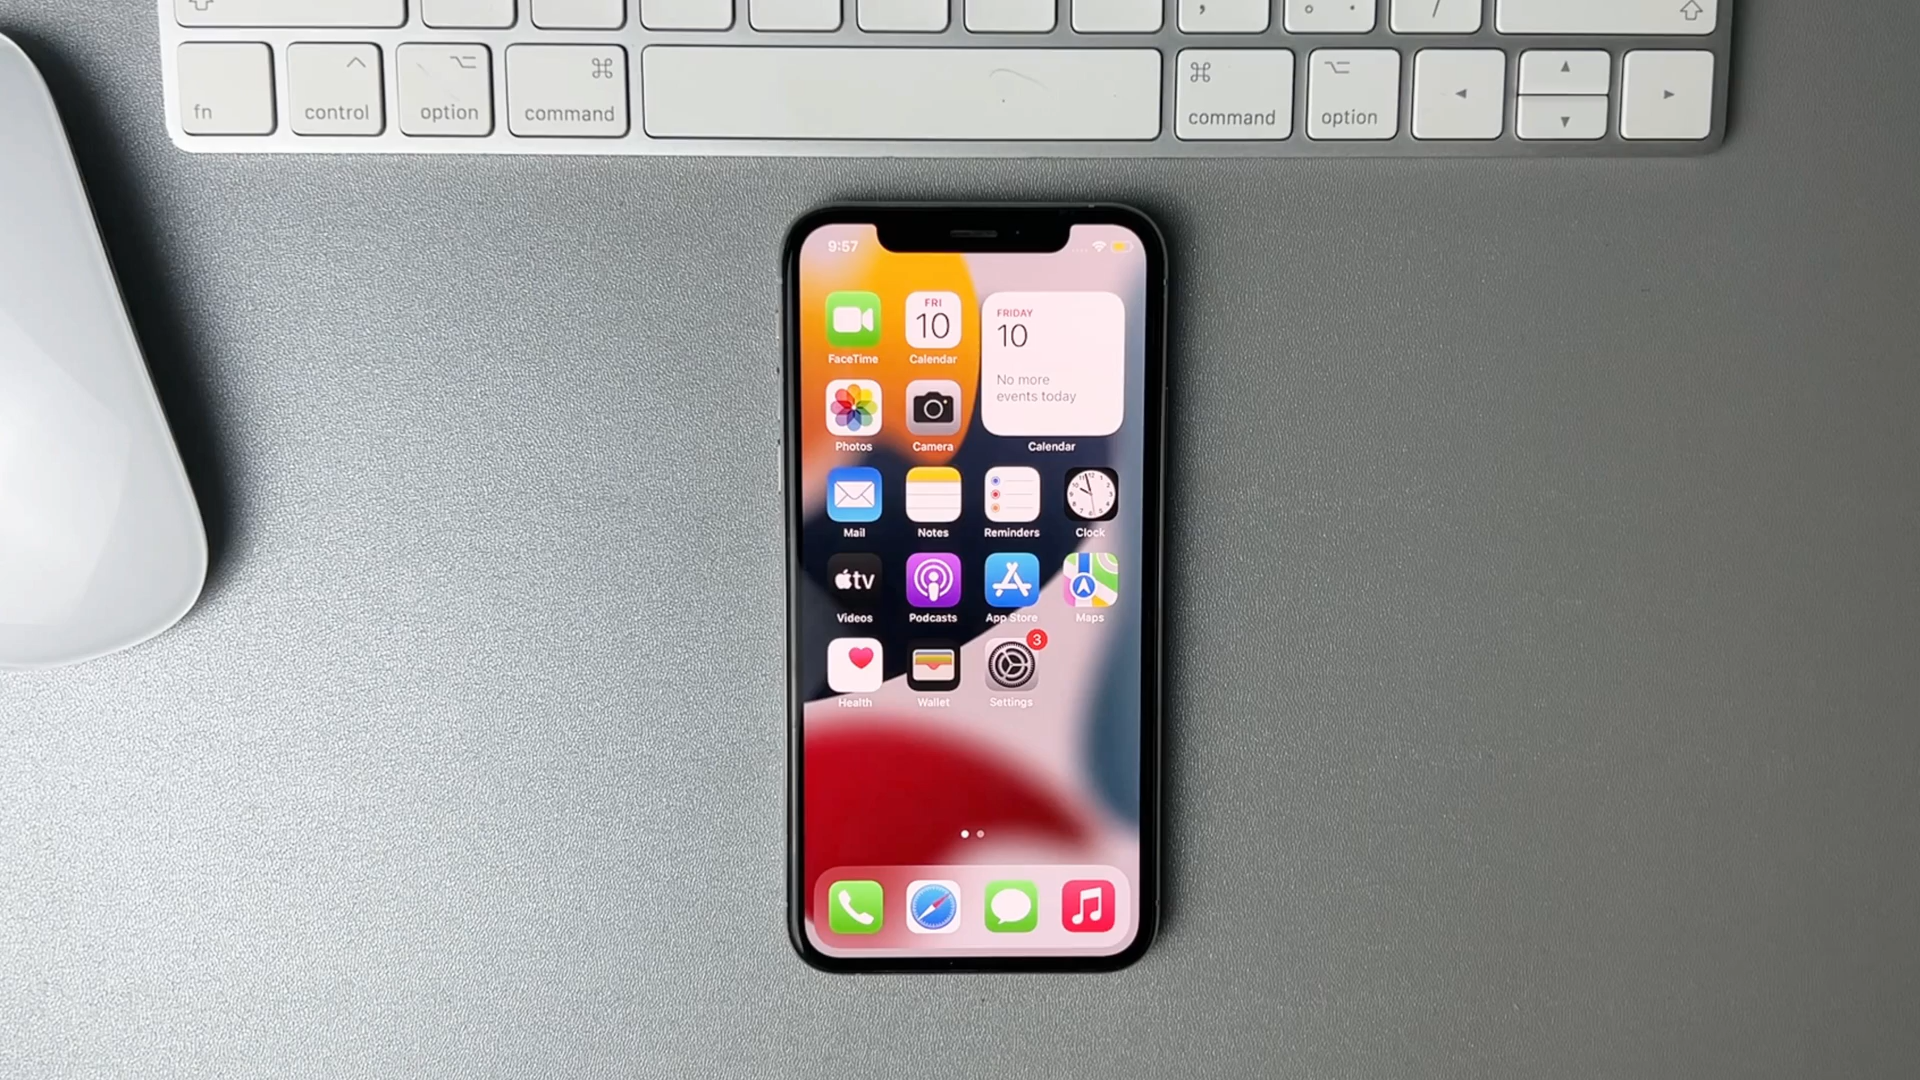 fn
control
option
command
command
option
9:57
FRI
10
FRIDAY
10
No more
events today
FaceTime
Calendar
Photos
Camera
Calendar
Mail
Notes
Reminders
Clock
tv
Videos
Podcasts
App Store
Maps
3
Health
Wallet
Settings